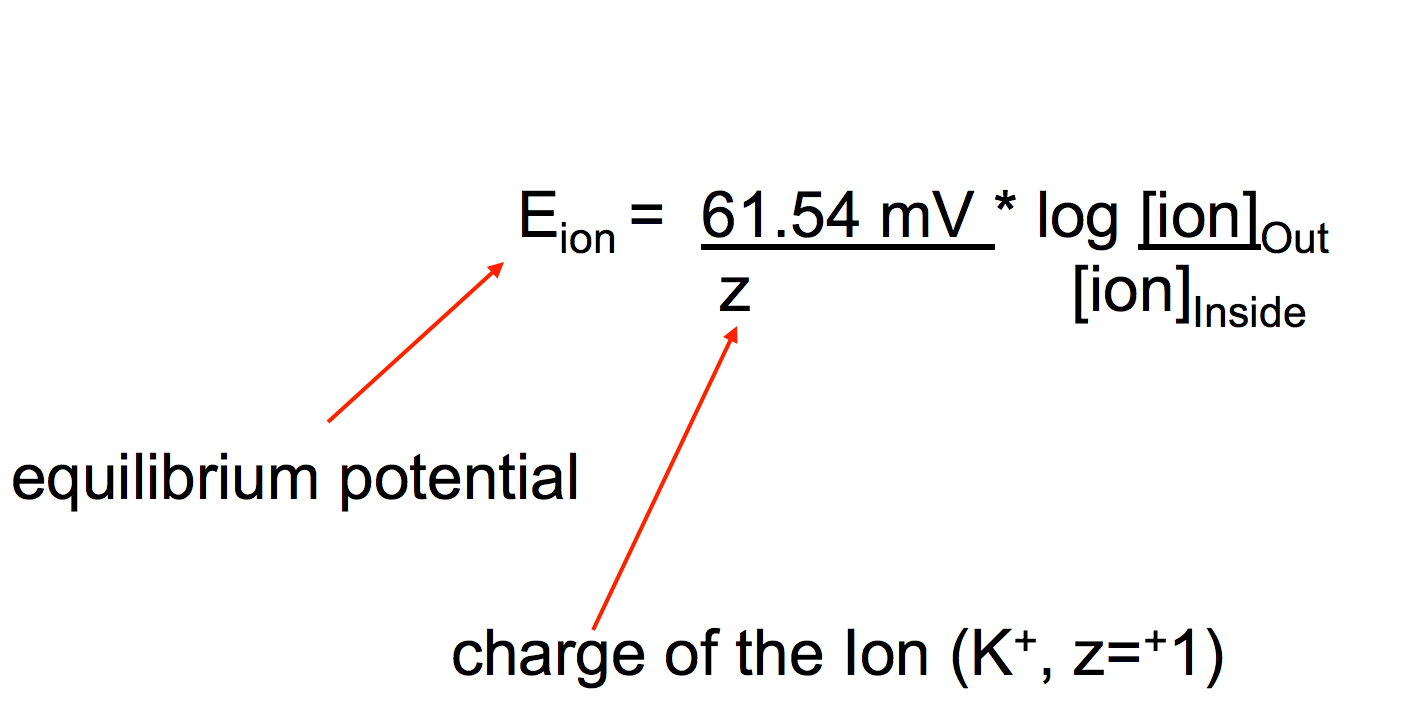 E_ion = 61.54 mV * log [ion]_Out
z [ion]_Inside
equilibrium potential
charge of the Ion (K⁺, z=⁺1)